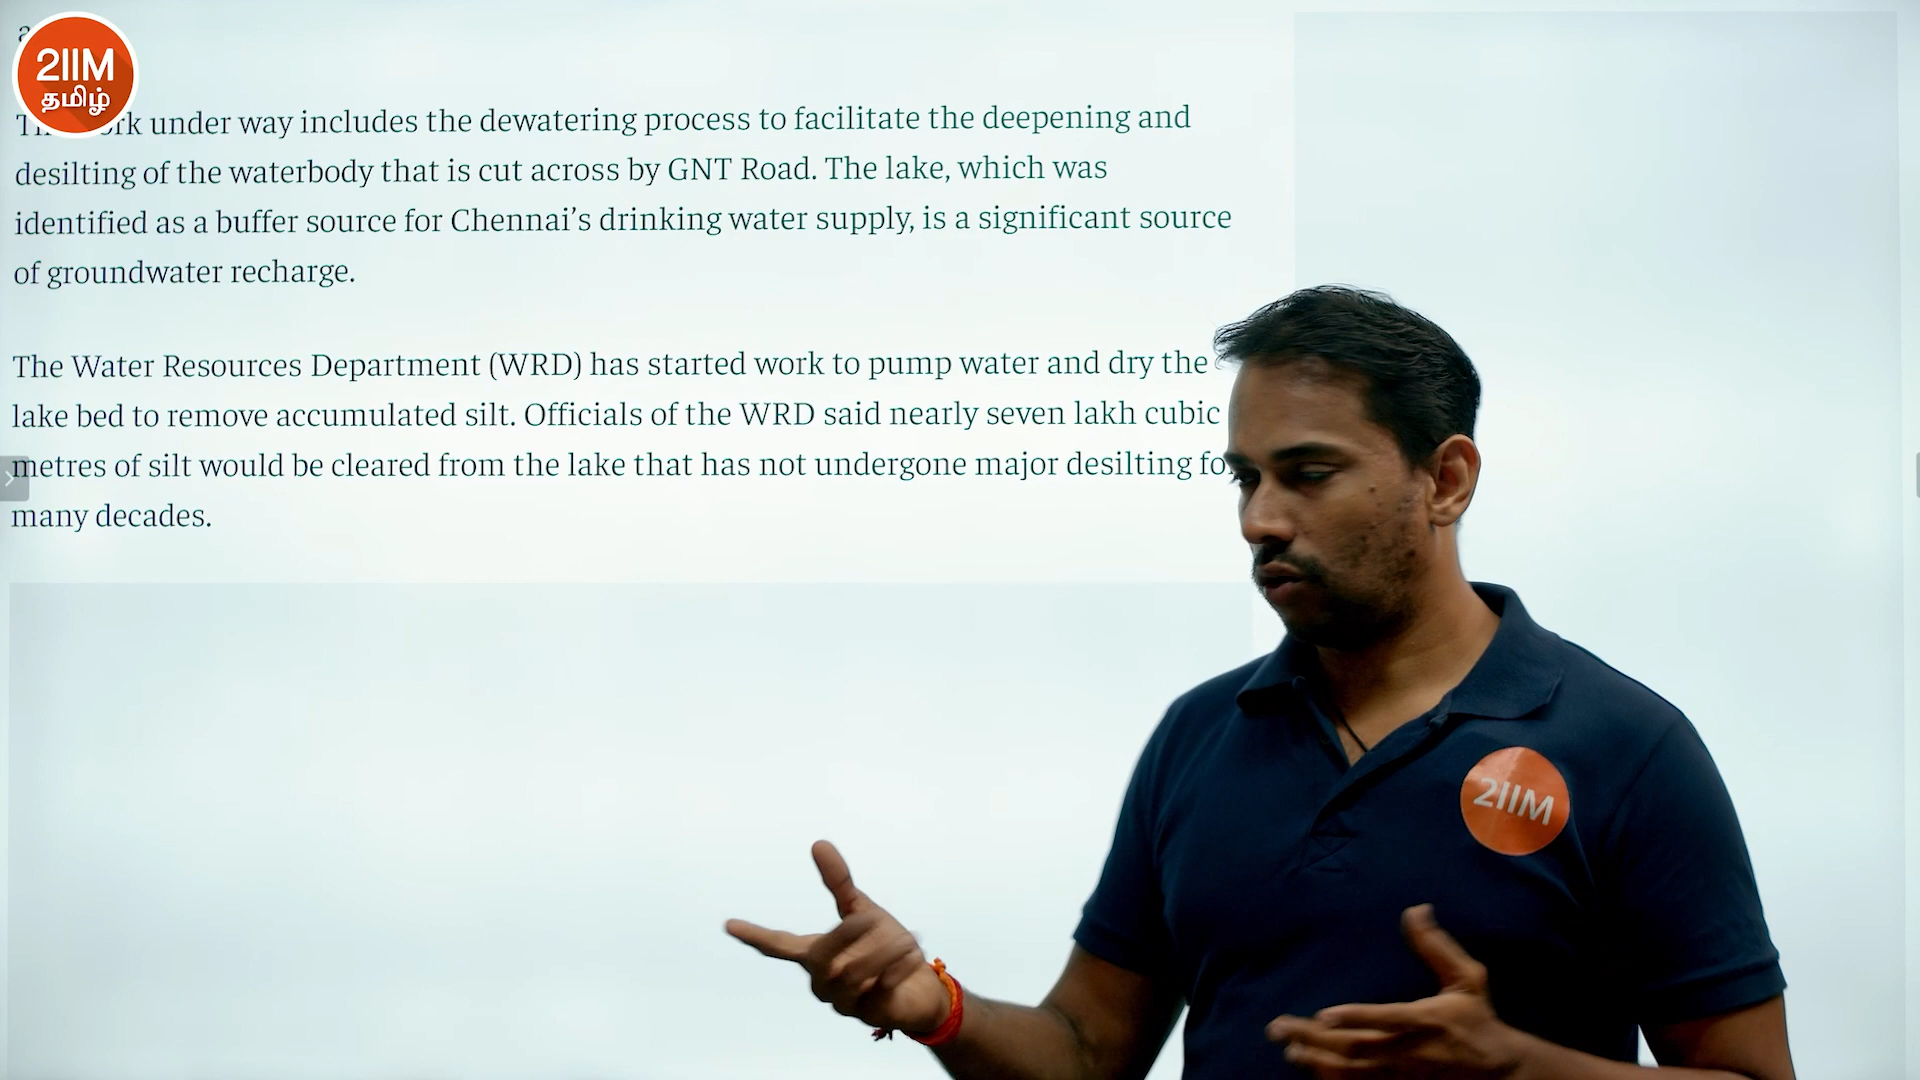 2IIM
தமிழ்
under way includes the dewatering process to facilitate the deepening and
desilting of the waterbody that is cut across by GNT Road. The lake, which was
identified as a buffer source for Chennai’s drinking water supply, is a significant source
of groundwater recharge.
The Water Resources Department (WRD) has started work to pump water and dry the
lake bed to remove accumulated silt. Officials of the WRD said nearly seven lakh cubic
metres of silt would be cleared from the lake that has not undergone major desilting for
many decades.
2IIM